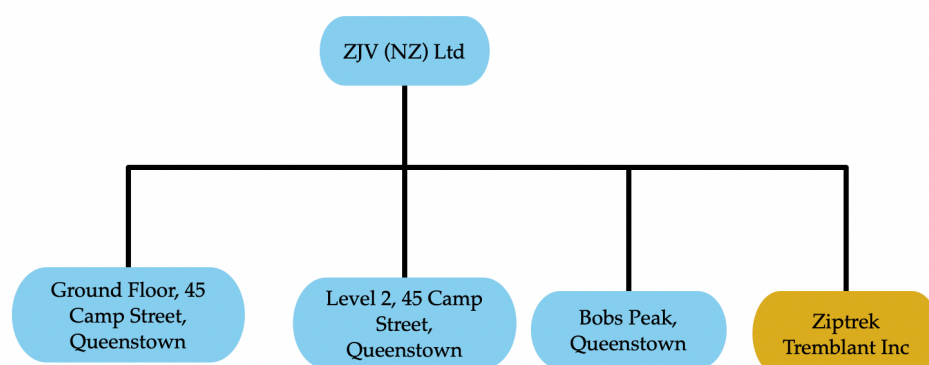 ZJV (NZ) Ltd
Ground Floor, 45
Camp Street,
Queenstown
Level 2, 45 Camp
Street,
Queenstown
Bobs Peak,
Queenstown
Ziptrek
Tremblant Inc